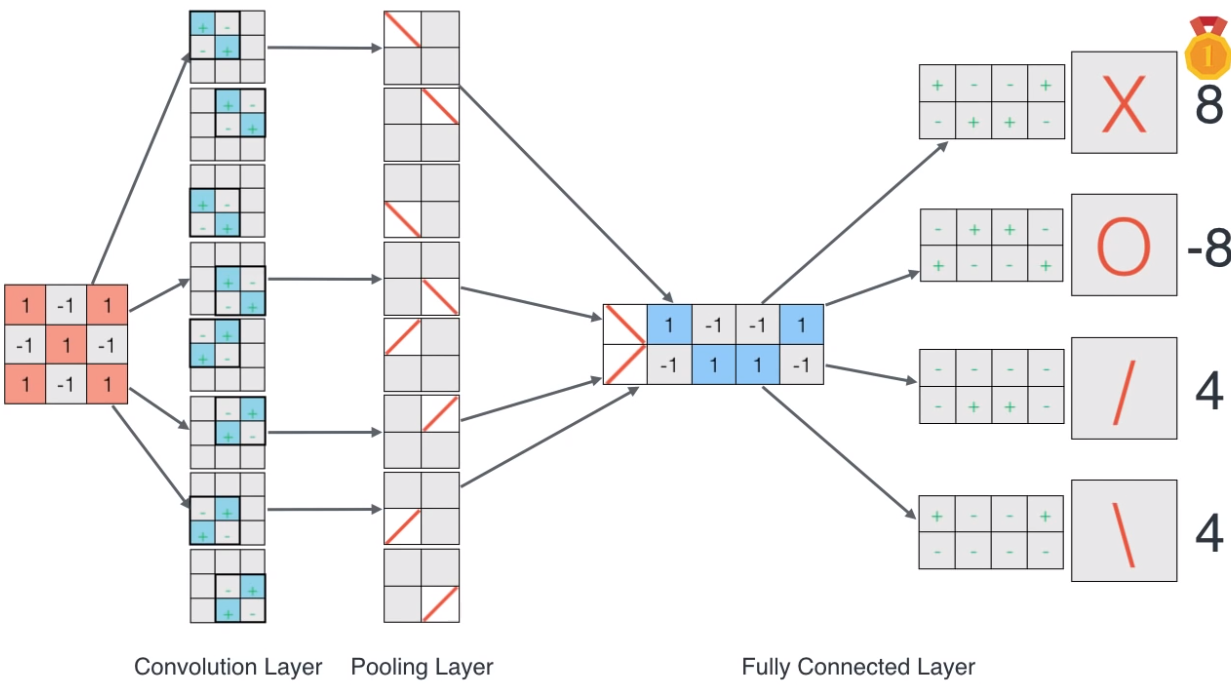 + -
- +
+ -
- +
+ -
- +
+ -
- +
- +
+ -
- +
+ -
- +
+ -
- +
+ -
1 -1 1
-1 1 -1
1 -1 1
1 -1 -1 1
-1 1 1 -1
1
+ - - +
- + + -
X
8
- + + -
+ - - +
O
-8
- - - -
- + + -
/
4
+ - - +
- - - -
\
4
Convolution Layer
Pooling Layer
Fully Connected Layer